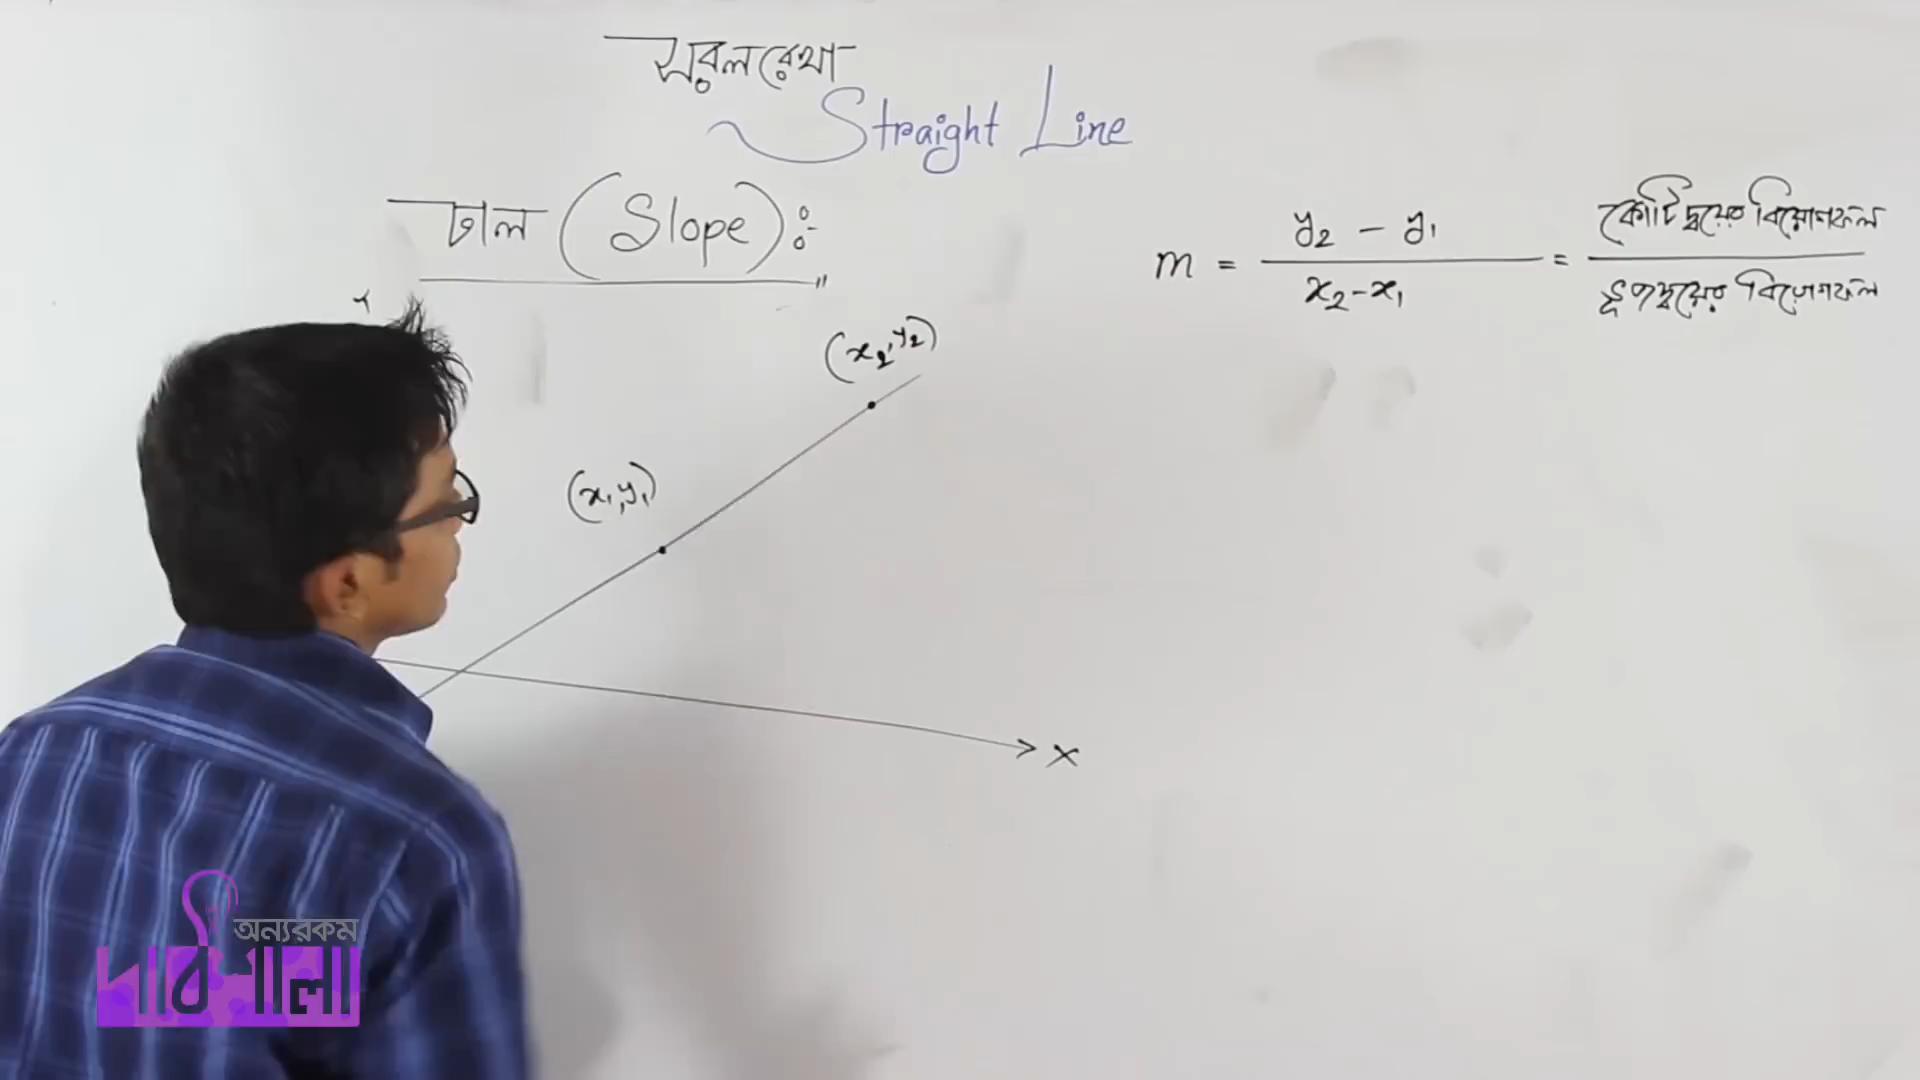 সরলরেখা
Straight Line
ঢাল (Slope):-
m = y₂ - y₁ / x₂-x₁ = কোটিদ্বয়ের বিয়োগফল / ভুজদ্বয়ের বিয়োগফল
(x₂,y₂)
(x₁,y₁)
X
অন্যরকম
পাঠশালা